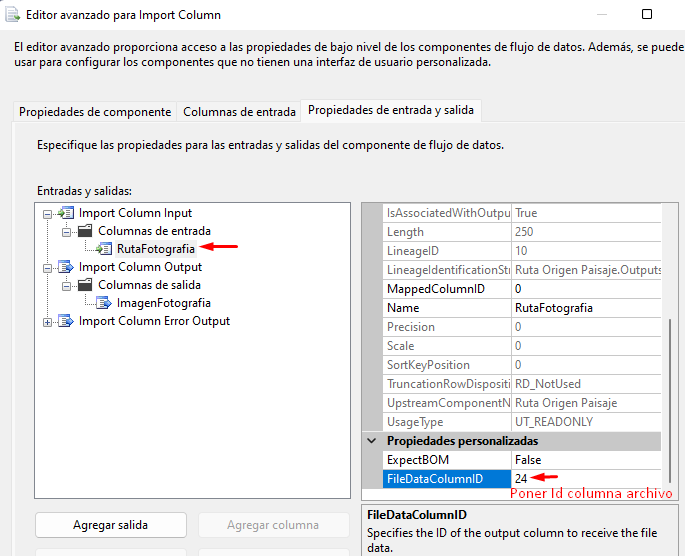 Editor avanzado para Import Column
El editor avanzado proporciona acceso a las propiedades de bajo nivel de los componentes de flujo de datos. Además, se puede
usar para configurar los componentes que no tienen una interfaz de usuario personalizada.
Propiedades de componente
Columnas de entrada
Propiedades de entrada y salida
Especifique las propiedades para las entradas y salidas del componente de flujo de datos.
Entradas y salidas:
Import Column Input
Columnas de entrada
RutaFotografia
Import Column Output
Columnas de salida
ImagenFotografia
Import Column Error Output
IsAssociatedWithOutpu True
Length 250
LineageID 10
LineageIdentificationStr Ruta Origen Paisaje.Outputs
MappedColumnID 0
Name RutaFotografia
Precision 0
Scale 0
SortKeyPosition 0
TruncationRowDispositi RD_NotUsed
UpstreamComponentN Ruta Origen Paisaje
UsageType UT_READONLY
Propiedades personalizadas
ExpectBOM False
FileDataColumnID 24
Poner Id columna archivo
Agregar salida
Agregar columna
FileDataColumnID
Specifies the ID of the output column to receive the file
data.